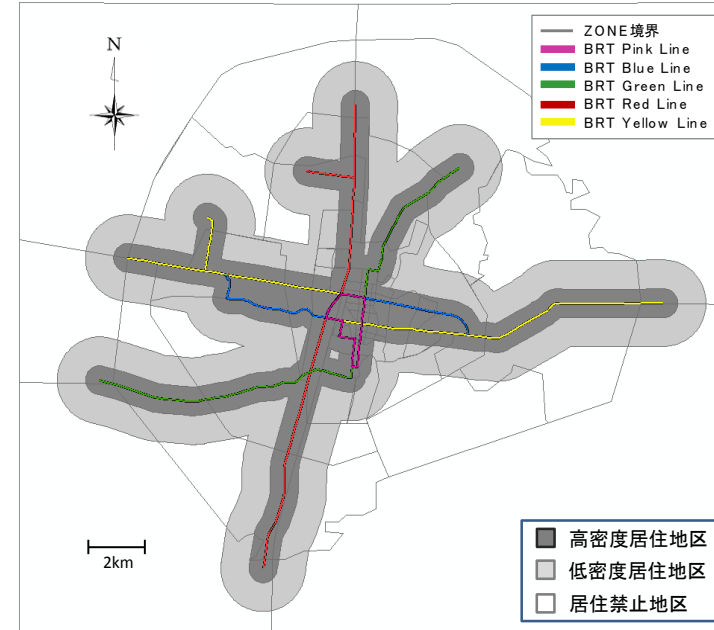 N
ZONE境界
BRT Pink Line
BRT Blue Line
BRT Green Line
BRT Red Line
BRT Yellow Line
2km
高密度居住地区
低密度居住地区
居住禁止地区